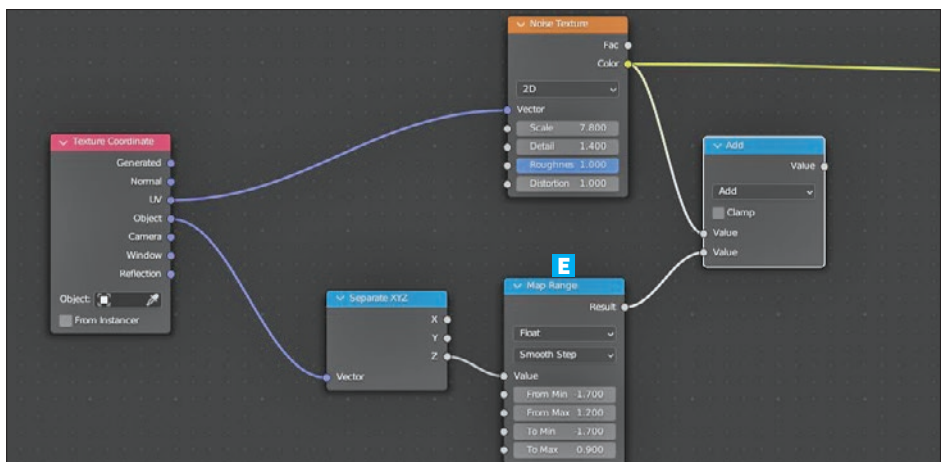 Noise Texture
Fac
Color
2D
Vector
Scale 7.800
Detail 1.400
Roughnes 1.000
Distortion 1.000
Texture Coordinate
Generated
Normal
UV
Object
Camera
Window
Reflection
Object:
From Instancer
Add
Value
Add
Clamp
Value
Value
E
Map Range
Result
Float
Smooth Step
Value
From Min 1.700
From Max 1.200
To Min -1.700
To Max 0.900
Separate XYZ
X
Y
Z
Vector